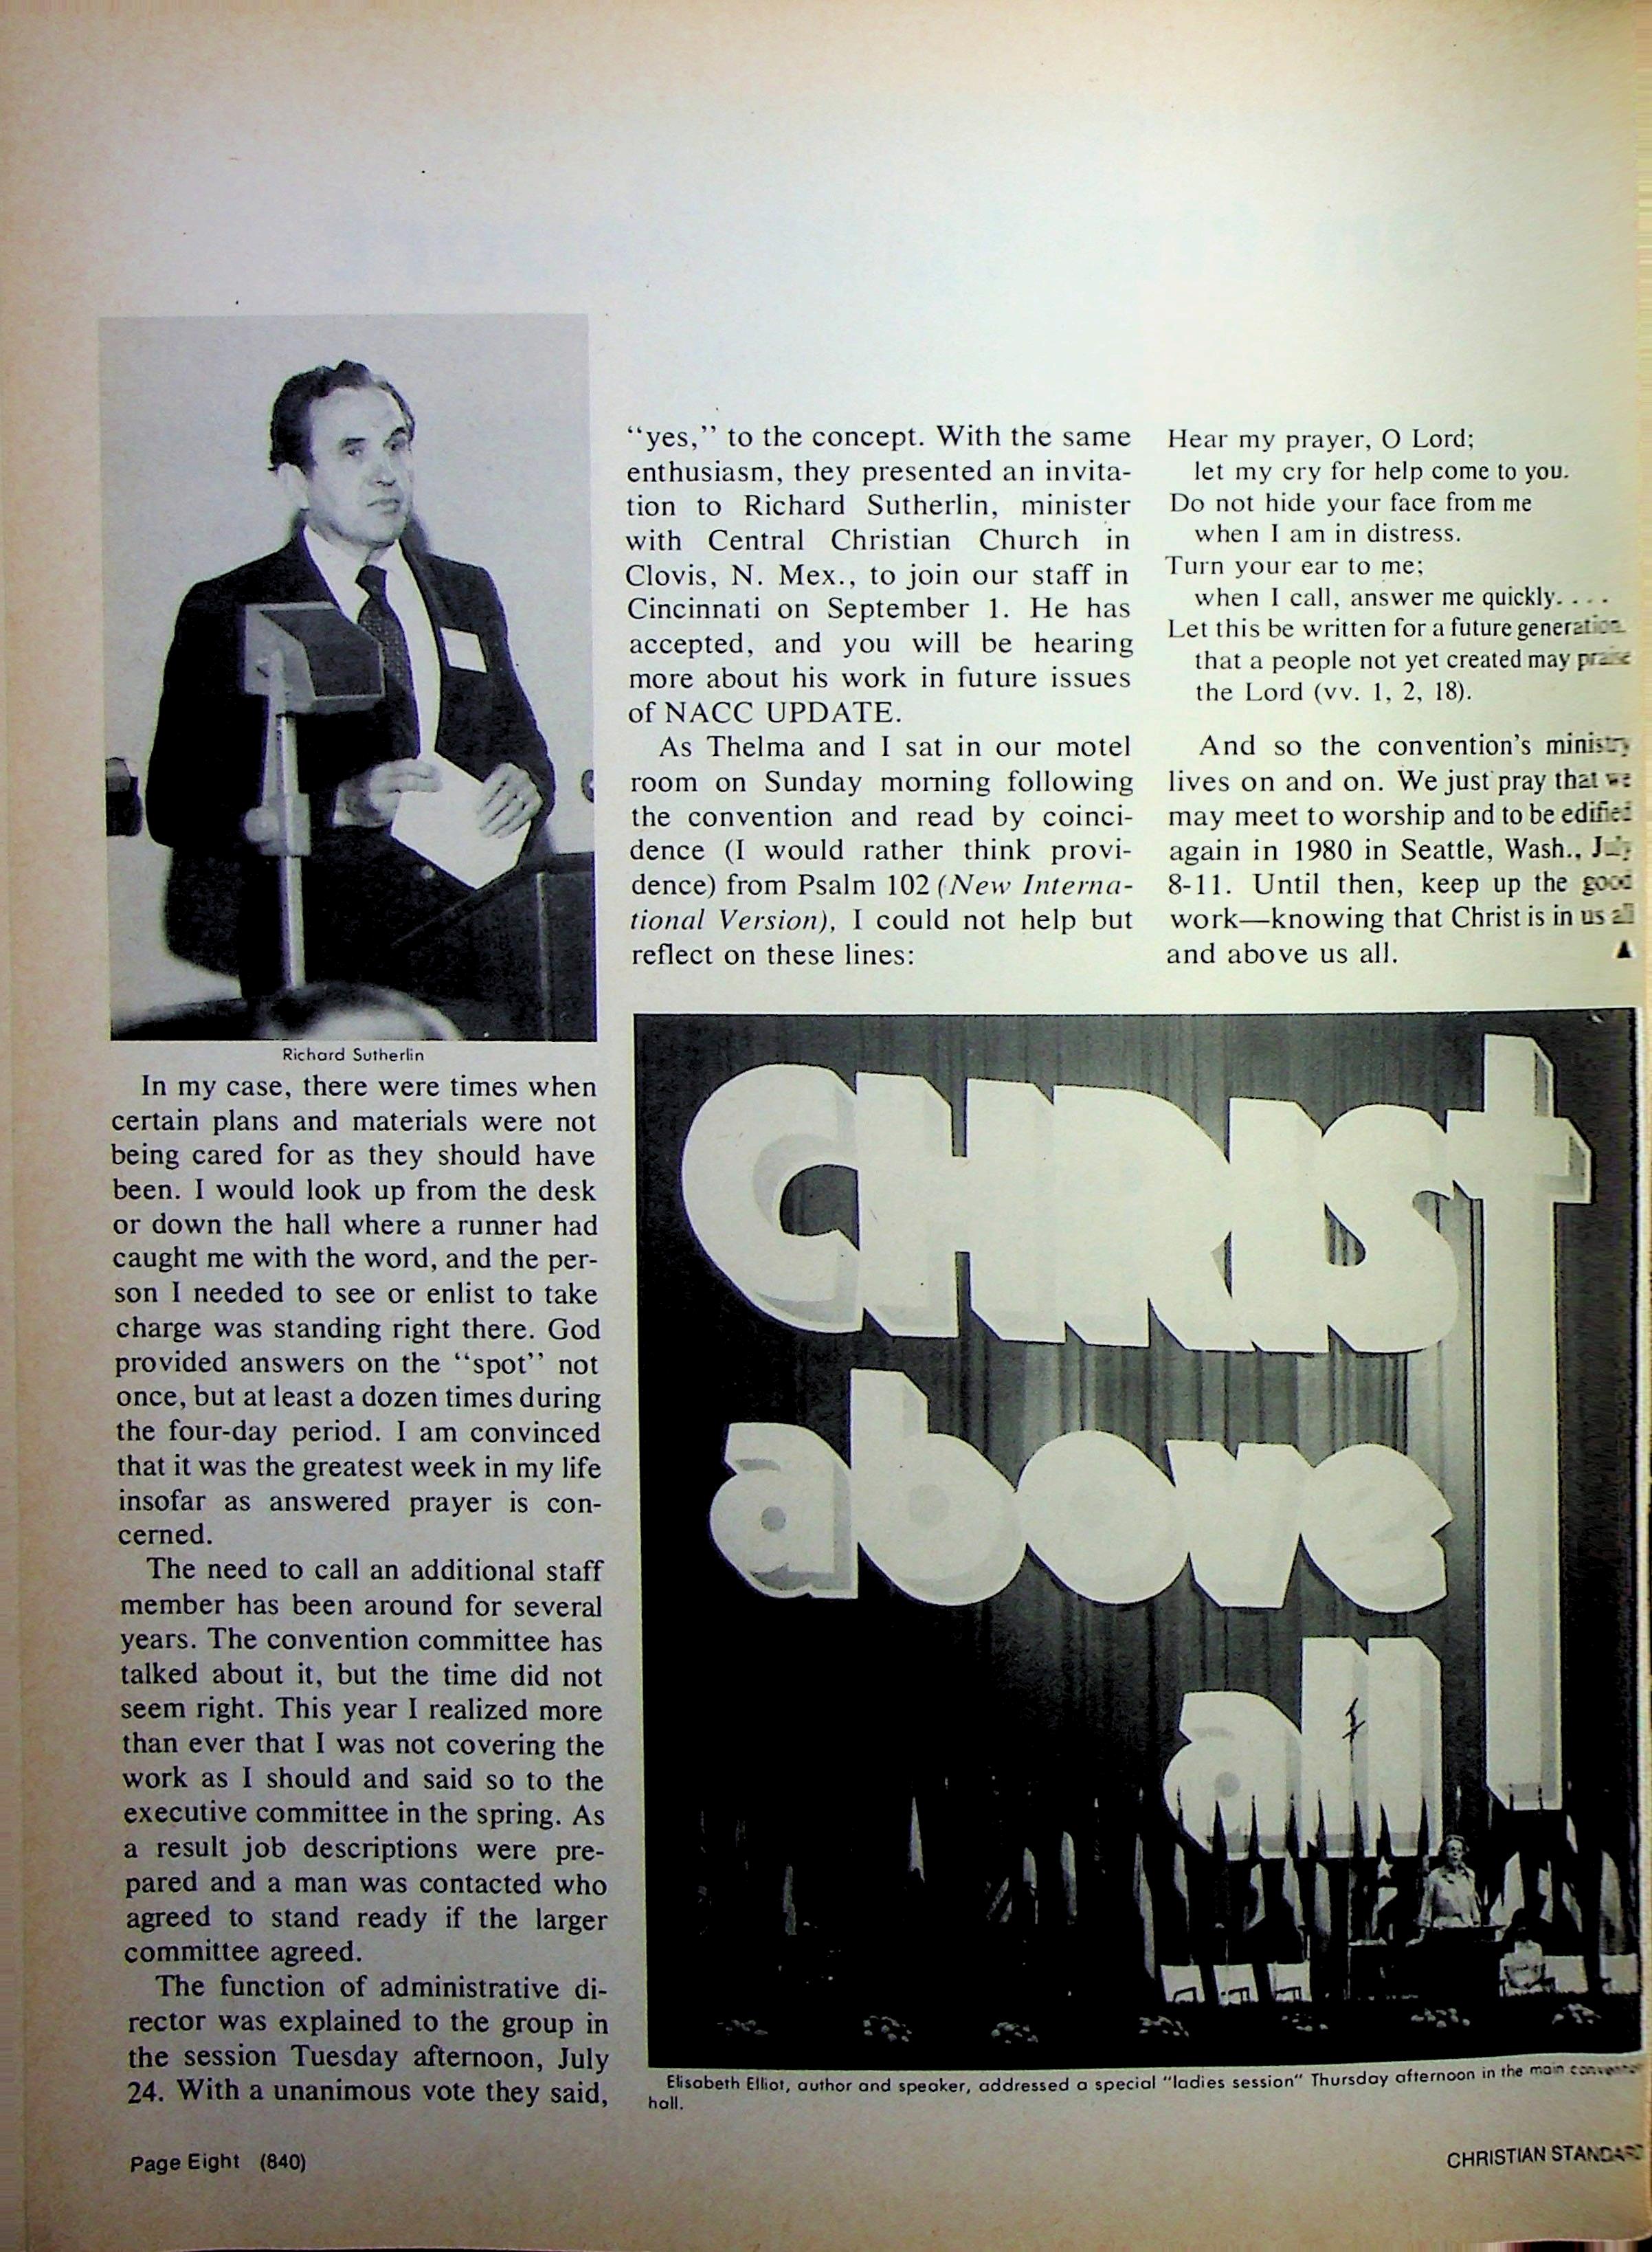 Richard Sutherlin
In my case, there were times when
certain plans and materials were not
being cared for as they should have
been. I would look up from the desk
or down the hall where a runner had
caught me with the word, and the per-
son I needed to see or enlist to take
charge was standing right there. God
provided answers on the “spot” not
once, but at least a dozen times during
the four-day period. I am convinced
that it was the greatest week in my life
insofar as answered prayer is con-
cerned.
The need to call an additional staff
member has been around for several
years. The convention committee has
talked about it, but the time did not
seem right. This year I realized more
than ever that I was not covering the
work as I should and said so to the
executive committee in the spring. As
a result job descriptions were pre-
pared and a man was contacted who
agreed to stand ready if the larger
committee agreed.
The function of administrative di-
rector was explained to the group in
the session Tuesday afternoon, July
24. With a unanimous vote they said,
“yes,” to the concept. With the same
enthusiasm, they presented an invita-
tion to Richard Sutherlin, minister
with Central Christian Church in
Clovis, N. Mex., to join our staff in
Cincinnati on September 1. He has
accepted, and you will be hearing
more about his work in future issues
of NACC UPDATE.
As Thelma and I sat in our motel
room on Sunday morning following
the convention and read by coinci-
dence (I would rather think provi-
dence) from Psalm 102 (New Interna-
tional Version), I could not help but
reflect on these lines:
Hear my prayer, O Lord;
let my cry for help come to you.
Do not hide your face from me
when I am in distress.
Turn your ear to me;
when I call, answer me quickly. . . .
Let this be written for a future generation.
that a people not yet created may praise
the Lord (vv. 1, 2, 18).
And so the convention’s ministry
lives on and on. We just pray that we
may meet to worship and to be edified
again in 1980 in Seattle, Wash., July
8-11. Until then, keep up the good
work—knowing that Christ is in us all
and above us all. ▲
CHRIST
above
all
Elisabeth Elliot, author and speaker, addressed a special “ladies session” Thursday afternoon in the main convention
hall.
Page Eight (840)
CHRISTIAN STANDARD